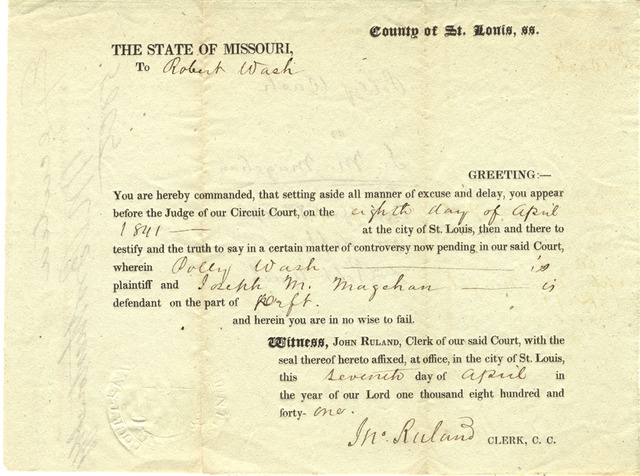 County of St. Louis, ss.
THE STATE OF MISSOURI,
To Robert Wash
GREETING:—
You are hereby commanded, that setting aside all manner of excuse and delay, you appear
before the Judge of our Circuit Court, on the eighth day of April
1841 — at the city of St. Louis, then and there to
testify and the truth to say in a certain matter of controversy now pending in our said Court,
wherein Polly Wash — is
plaintiff and Joseph M. Magehan — is
defendant on the part of
and herein you are in no wise to fail.
Witness, JOHN RULAND, Clerk of our said Court, with the
seal thereof hereto affixed, at office, in the city of St. Louis,
this seventh day of April in
the year of our Lord one thousand eight hundred and
forty-one.
Jno. Ruland CLERK, C. C.